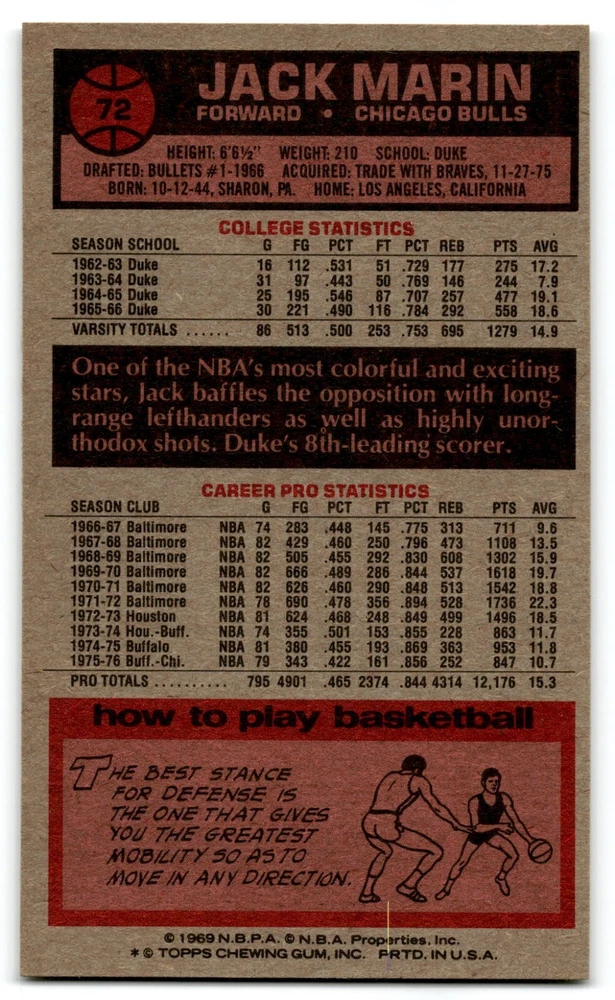 72
JACK MARIN
FORWARD • CHICAGO BULLS
HEIGHT: 6'6½" WEIGHT: 210 SCHOOL: DUKE
DRAFTED: BULLETS #1-1966 ACQUIRED: TRADE WITH BRAVES, 11-27-75
BORN: 10-12-44, SHARON, PA. HOME: LOS ANGELES, CALIFORNIA
COLLEGE STATISTICS
SEASON SCHOOL G FG PCT FT PCT REB PTS AVG
1962-63 Duke 16 112 .531 51 .729 177 275 17.2
1963-64 Duke 31 97 .443 50 .769 146 244 7.9
1964-65 Duke 25 195 .546 87 .707 257 477 19.1
1965-66 Duke 30 221 .490 116 .784 292 558 18.6
VARSITY TOTALS ...... 86 513 .500 253 .753 695 1279 14.9
One of the NBA's most colorful and exciting
stars, Jack baffles the opposition with long-
range lefthanders as well as highly unor-
thodox shots. Duke's 8th-leading scorer.
CAREER PRO STATISTICS
SEASON CLUB G FG PCT FT PCT REB PTS AVG
1966-67 Baltimore NBA 74 283 .448 145 .775 313 711 9.6
1967-68 Baltimore NBA 82 429 .460 250 .796 473 1108 13.5
1968-69 Baltimore NBA 82 505 .455 292 .830 608 1302 15.9
1969-70 Baltimore NBA 82 666 .489 286 .844 537 1618 19.7
1970-71 Baltimore NBA 82 626 .460 290 .848 513 1542 18.8
1971-72 Baltimore NBA 78 690 .478 356 .894 528 1736 22.3
1972-73 Houston NBA 81 624 .468 248 .849 499 1496 18.5
1973-74 Hou.-Buff. NBA 74 355 .501 153 .855 228 863 11.7
1974-75 Buffalo NBA 81 380 .455 193 .869 363 953 11.8
1975-76 Buff.-Chi. NBA 79 343 .422 161 .856 252 847 10.7
PRO TOTALS .......... 795 4901 .465 2374 .844 4314 12,176 15.3
how to play basketball
THE BEST STANCE
FOR DEFENSE IS
THE ONE THAT GIVES
YOU THE GREATEST
MOBILITY SO AS TO
MOVE IN ANY DIRECTION.
© 1969 N.B.P.A. © N.B.A. Properties, Inc.
* © TOPPS CHEWING GUM, INC. PRTD. IN U.S.A.